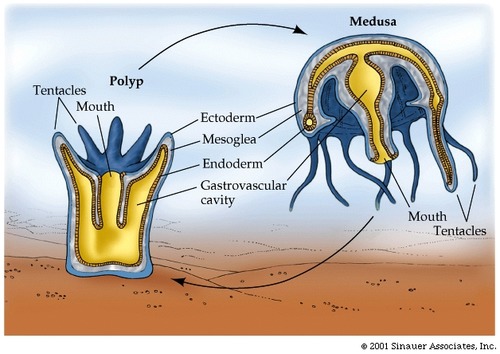 Medusa
Polyp
Tentacles
Mouth
Ectoderm
Mesoglea
Endoderm
Gastrovascular
cavity
Mouth
Tentacles
© 2001 Sinauer Associates, Inc.